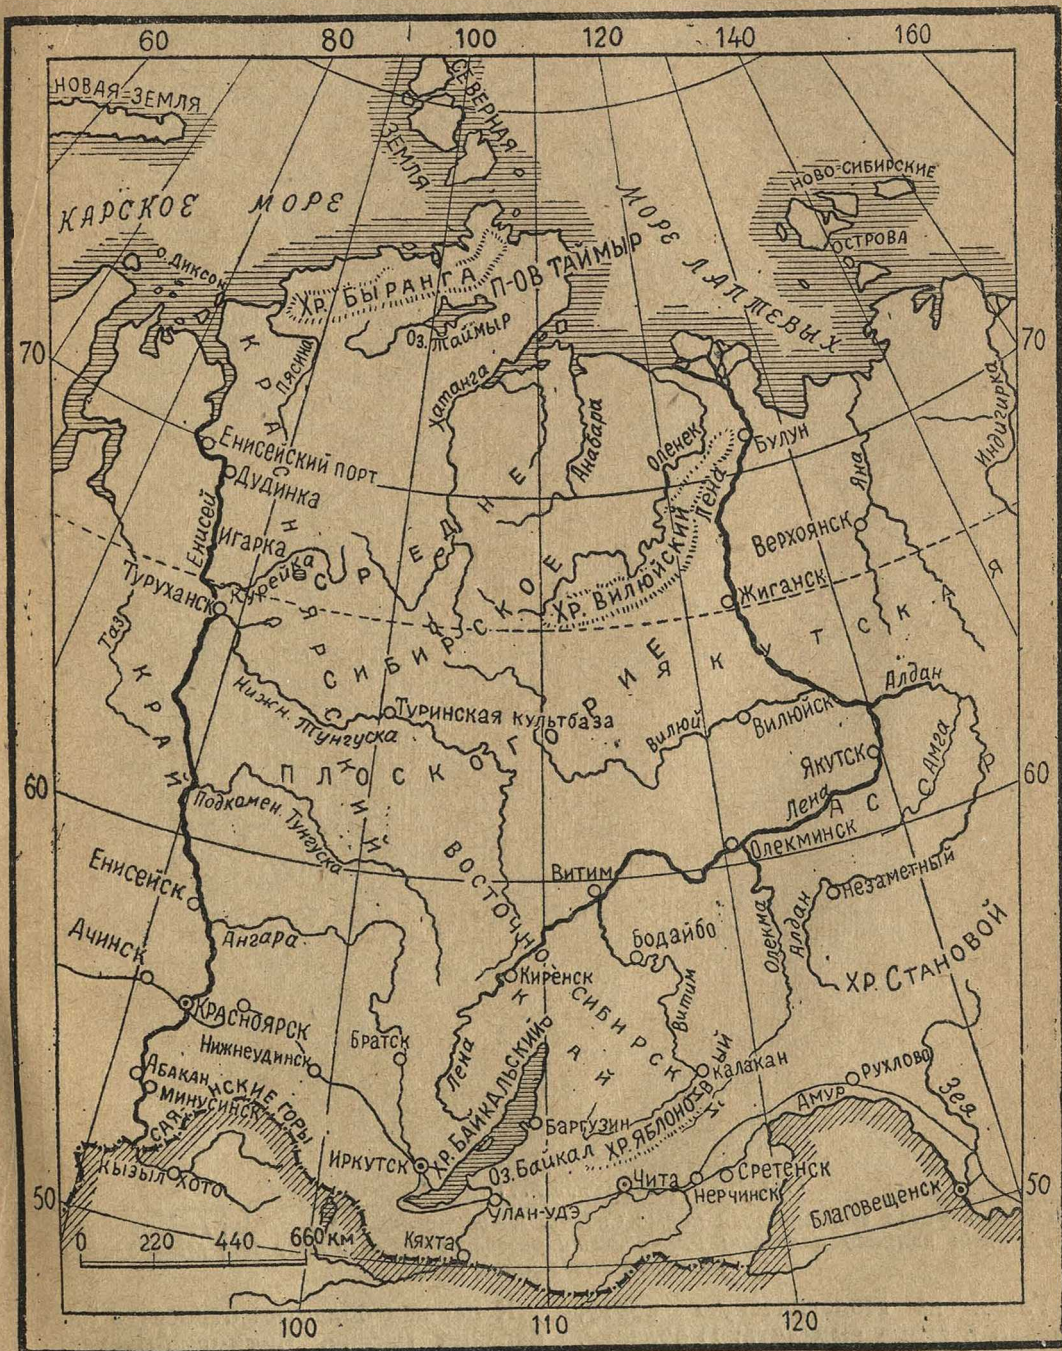 60 80 100 120 140 160
НОВАЯ-ЗЕМЛЯ
СЕВЕРНАЯ
ЗЕМЛЯ
НОВО-СИБИРСКИЕ
ОСТРОВА
КАРСКОЕ МОРЕ
МОРЕ ЛАПТЕВЫХ
О. ДИКСОН
ХР. БЫРАНГА
П-ОВ ТАЙМЫР
Оз. Таймыр
70
70
Пясина
Хатанга
Анабара
Оленек
Лена
БУЛУН
Яна
Индигирка
ЕНИСЕЙСКИЙ ПОРТ
ДУДИНКА
Енисей
ИГАРКА
Курейка
ТУРУХАНСК
КРАСНОЯРСКИЙ
КРАЙ
СРЕДНЕ
СИБИРСКОЕ
ПЛОСКОГОРИЕ
ХР. ВИЛЮЙСКИЙ
ВЕРХОЯНСК
ЖИГАНСК
ЯКУТСКАЯ
АС
Таз
Нижн. Тунгуска
ТУРИНСКАЯ КУЛЬТБАЗА
Вилюй
ВИЛЮЙСК
Алдан
Амга
ЯКУТСК
Лена
60
60
Подкамен. Тунгуска
ОЛЕКМИНСК
НЕЗАМЕТНЫЙ
ВОСТОЧНО
СИБИРСКИЙ
КРАЙ
ЕНИСЕЙСК
ВИТИМ
Олекма
Алдан
Ангара
БОДАЙБО
АЧИНСК
КИРЕНСК
Витим
ХР. СТАНОВОЙ
КРАСНОЯРСК
НИЖНЕУДИНСК
БРАТСК
Лена
КАЛАКАН
РУХЛОВО
АБАКАН
МИНУСИНСК
САЯНСКИЕ ГОРЫ
ХР. БАЙКАЛЬСКИЙ
БАРГУЗИН
ХР. ЯБЛОНОВЫЙ
АМУР
Зея
КЫЗЫЛ ХОТО
ИРКУТСК
Оз. Байкал
ЧИТА
СРЕТЕНСК
НЕРЧИНСК
БЛАГОВЕЩЕНСК
50
50
УЛАН-УДЭ
КЯХТА
0 220 440 660 КМ
100 110 120